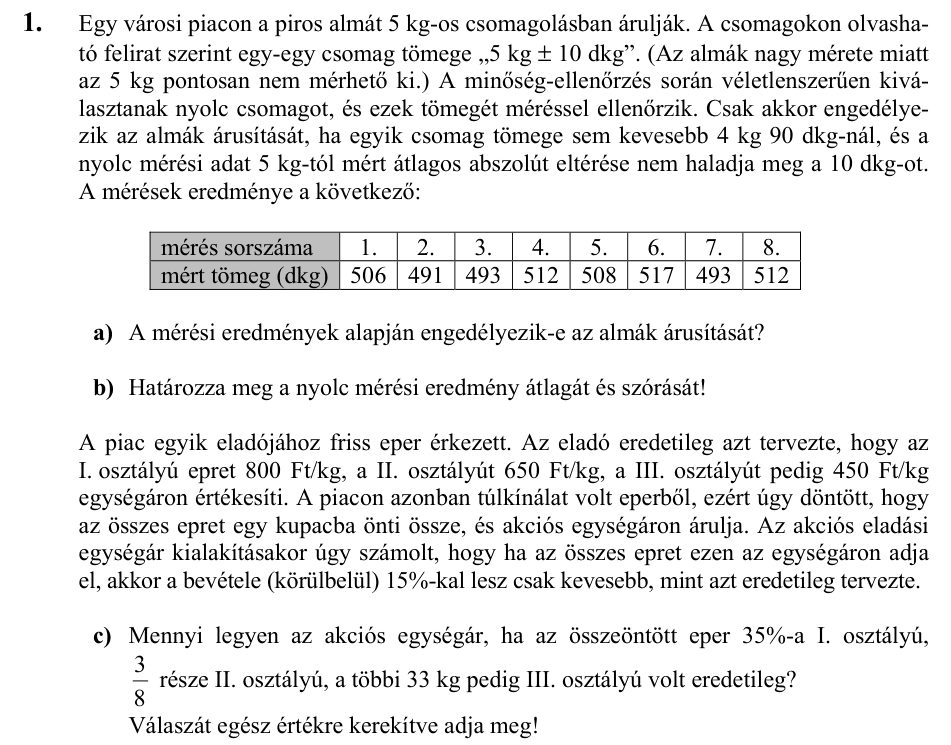 1. Egy városi piacon a piros almát 5 kg-os csomagolásban árulják. A csomagokon olvasha-
tó felirat szerint egy-egy csomag tömege „5 kg ± 10 dkg”. (Az almák nagy mérete miatt
az 5 kg pontosan nem mérhető ki.) A minőség-ellenőrzés során véletlenszerűen kivá-
lasztanak nyolc csomagot, és ezek tömegét méréssel ellenőrzik. Csak akkor engedélye-
zik az almák árusítását, ha egyik csomag tömege sem kevesebb 4 kg 90 dkg-nál, és a
nyolc mérési adat 5 kg-tól mért átlagos abszolút eltérése nem haladja meg a 10 dkg-ot.
A mérések eredménye a következő:
mérés sorszáma 1. 2. 3. 4. 5. 6. 7. 8.
mért tömeg (dkg) 506 491 493 512 508 517 493 512
a) A mérési eredmények alapján engedélyezik-e az almák árusítását?
b) Határozza meg a nyolc mérési eredmény átlagát és szórását!
A piac egyik eladójához friss eper érkezett. Az eladó eredetileg azt tervezte, hogy az
I. osztályú epret 800 Ft/kg, a II. osztályút 650 Ft/kg, a III. osztályút pedig 450 Ft/kg
egységáron értékesíti. A piacon azonban túlkínálat volt eperből, ezért úgy döntött, hogy
az összes epret egy kupacba önti össze, és akciós egységáron árulja. Az akciós eladási
egységár kialakításakor úgy számolt, hogy ha az összes epret ezen az egységáron adja
el, akkor a bevétele (körülbelül) 15%-kal lesz csak kevesebb, mint azt eredetileg tervezte.
c) Mennyi legyen az akciós egységár, ha az összeöntött eper 35%-a I. osztályú,
3/8 része II. osztályú, a többi 33 kg pedig III. osztályú volt eredetileg?
Válaszát egész értékre kerekítve adja meg!